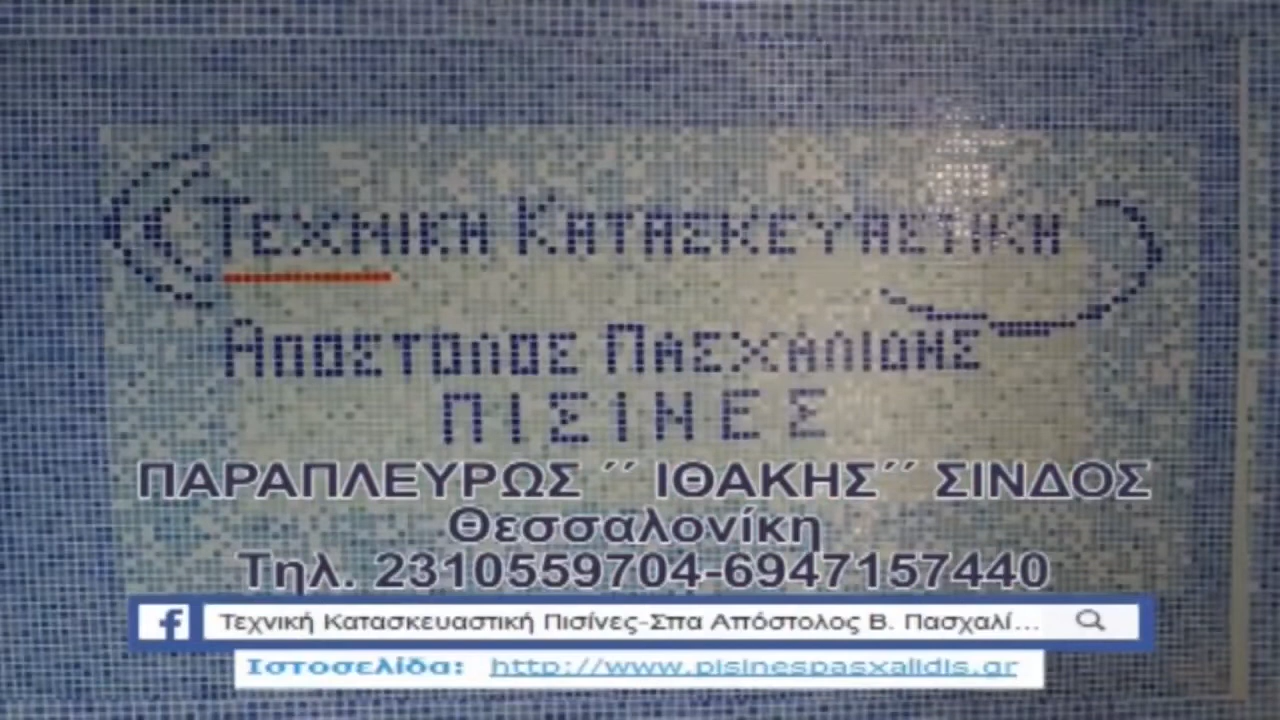 Τεχνικη Κατασκευαστικη
Αποστολος Πασχαλιδης
ΠΙΣΙΝΕΣ
ΠΑΡΑΠΛΕΥΡΩΣ ΄΄ ΙΘΑΚΗΣ΄΄ ΣΙΝΔΟΣ
Θεσσαλονίκη
Τηλ. 2310559704-6947157440
f Τεχνική Κατασκευαστική Πισίνες-Σπα Απόστολος Β. Πασχαλί...
Ιστοσελίδα: http://www.pisinespasxalidis.gr